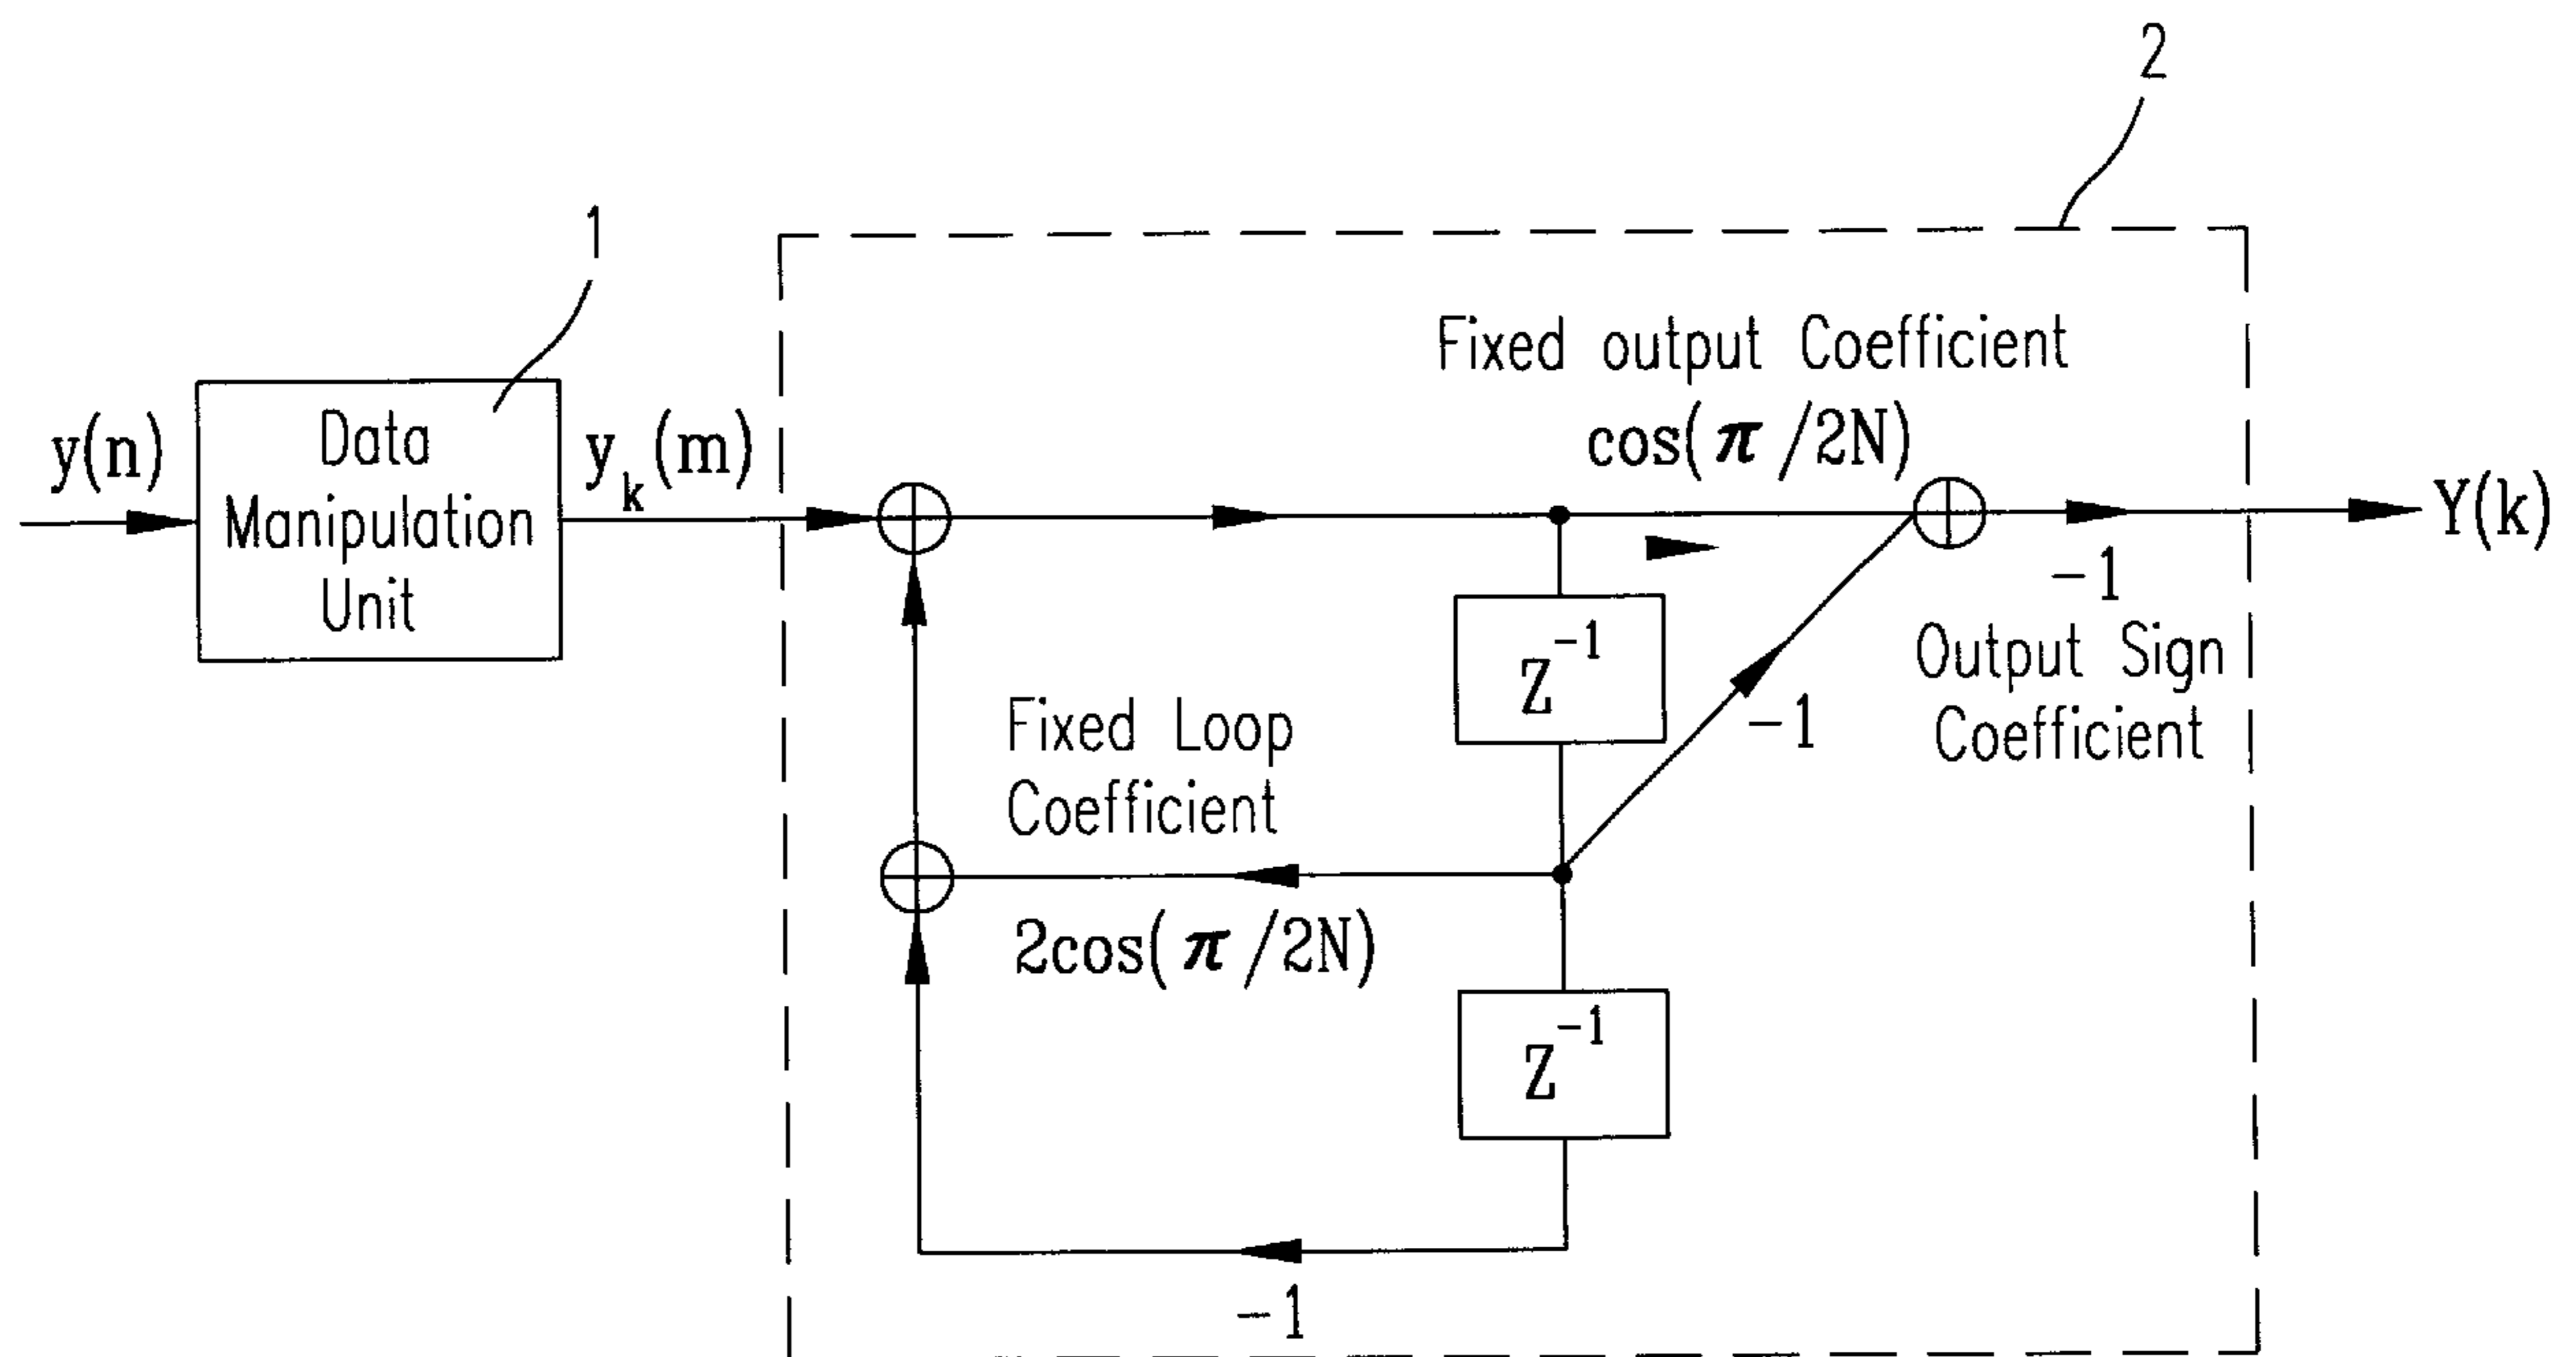 2
1
Fixed output Coefficient
cos(π/2N)
y(n)
Data
Manipulation
Unit
y_k(m)
Y(k)
-1
Output Sign
Coefficient
Z^-1
-1
Fixed Loop
Coefficient
2cos(π/2N)
Z^-1
-1